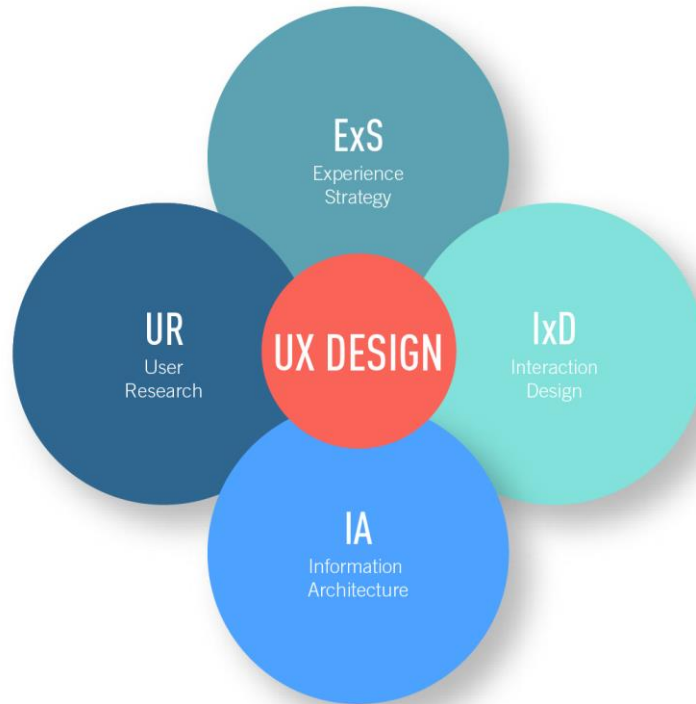 ExS
Experience
Strategy
UR
User
Research
UX DESIGN
IxD
Interaction
Design
IA
Information
Architecture